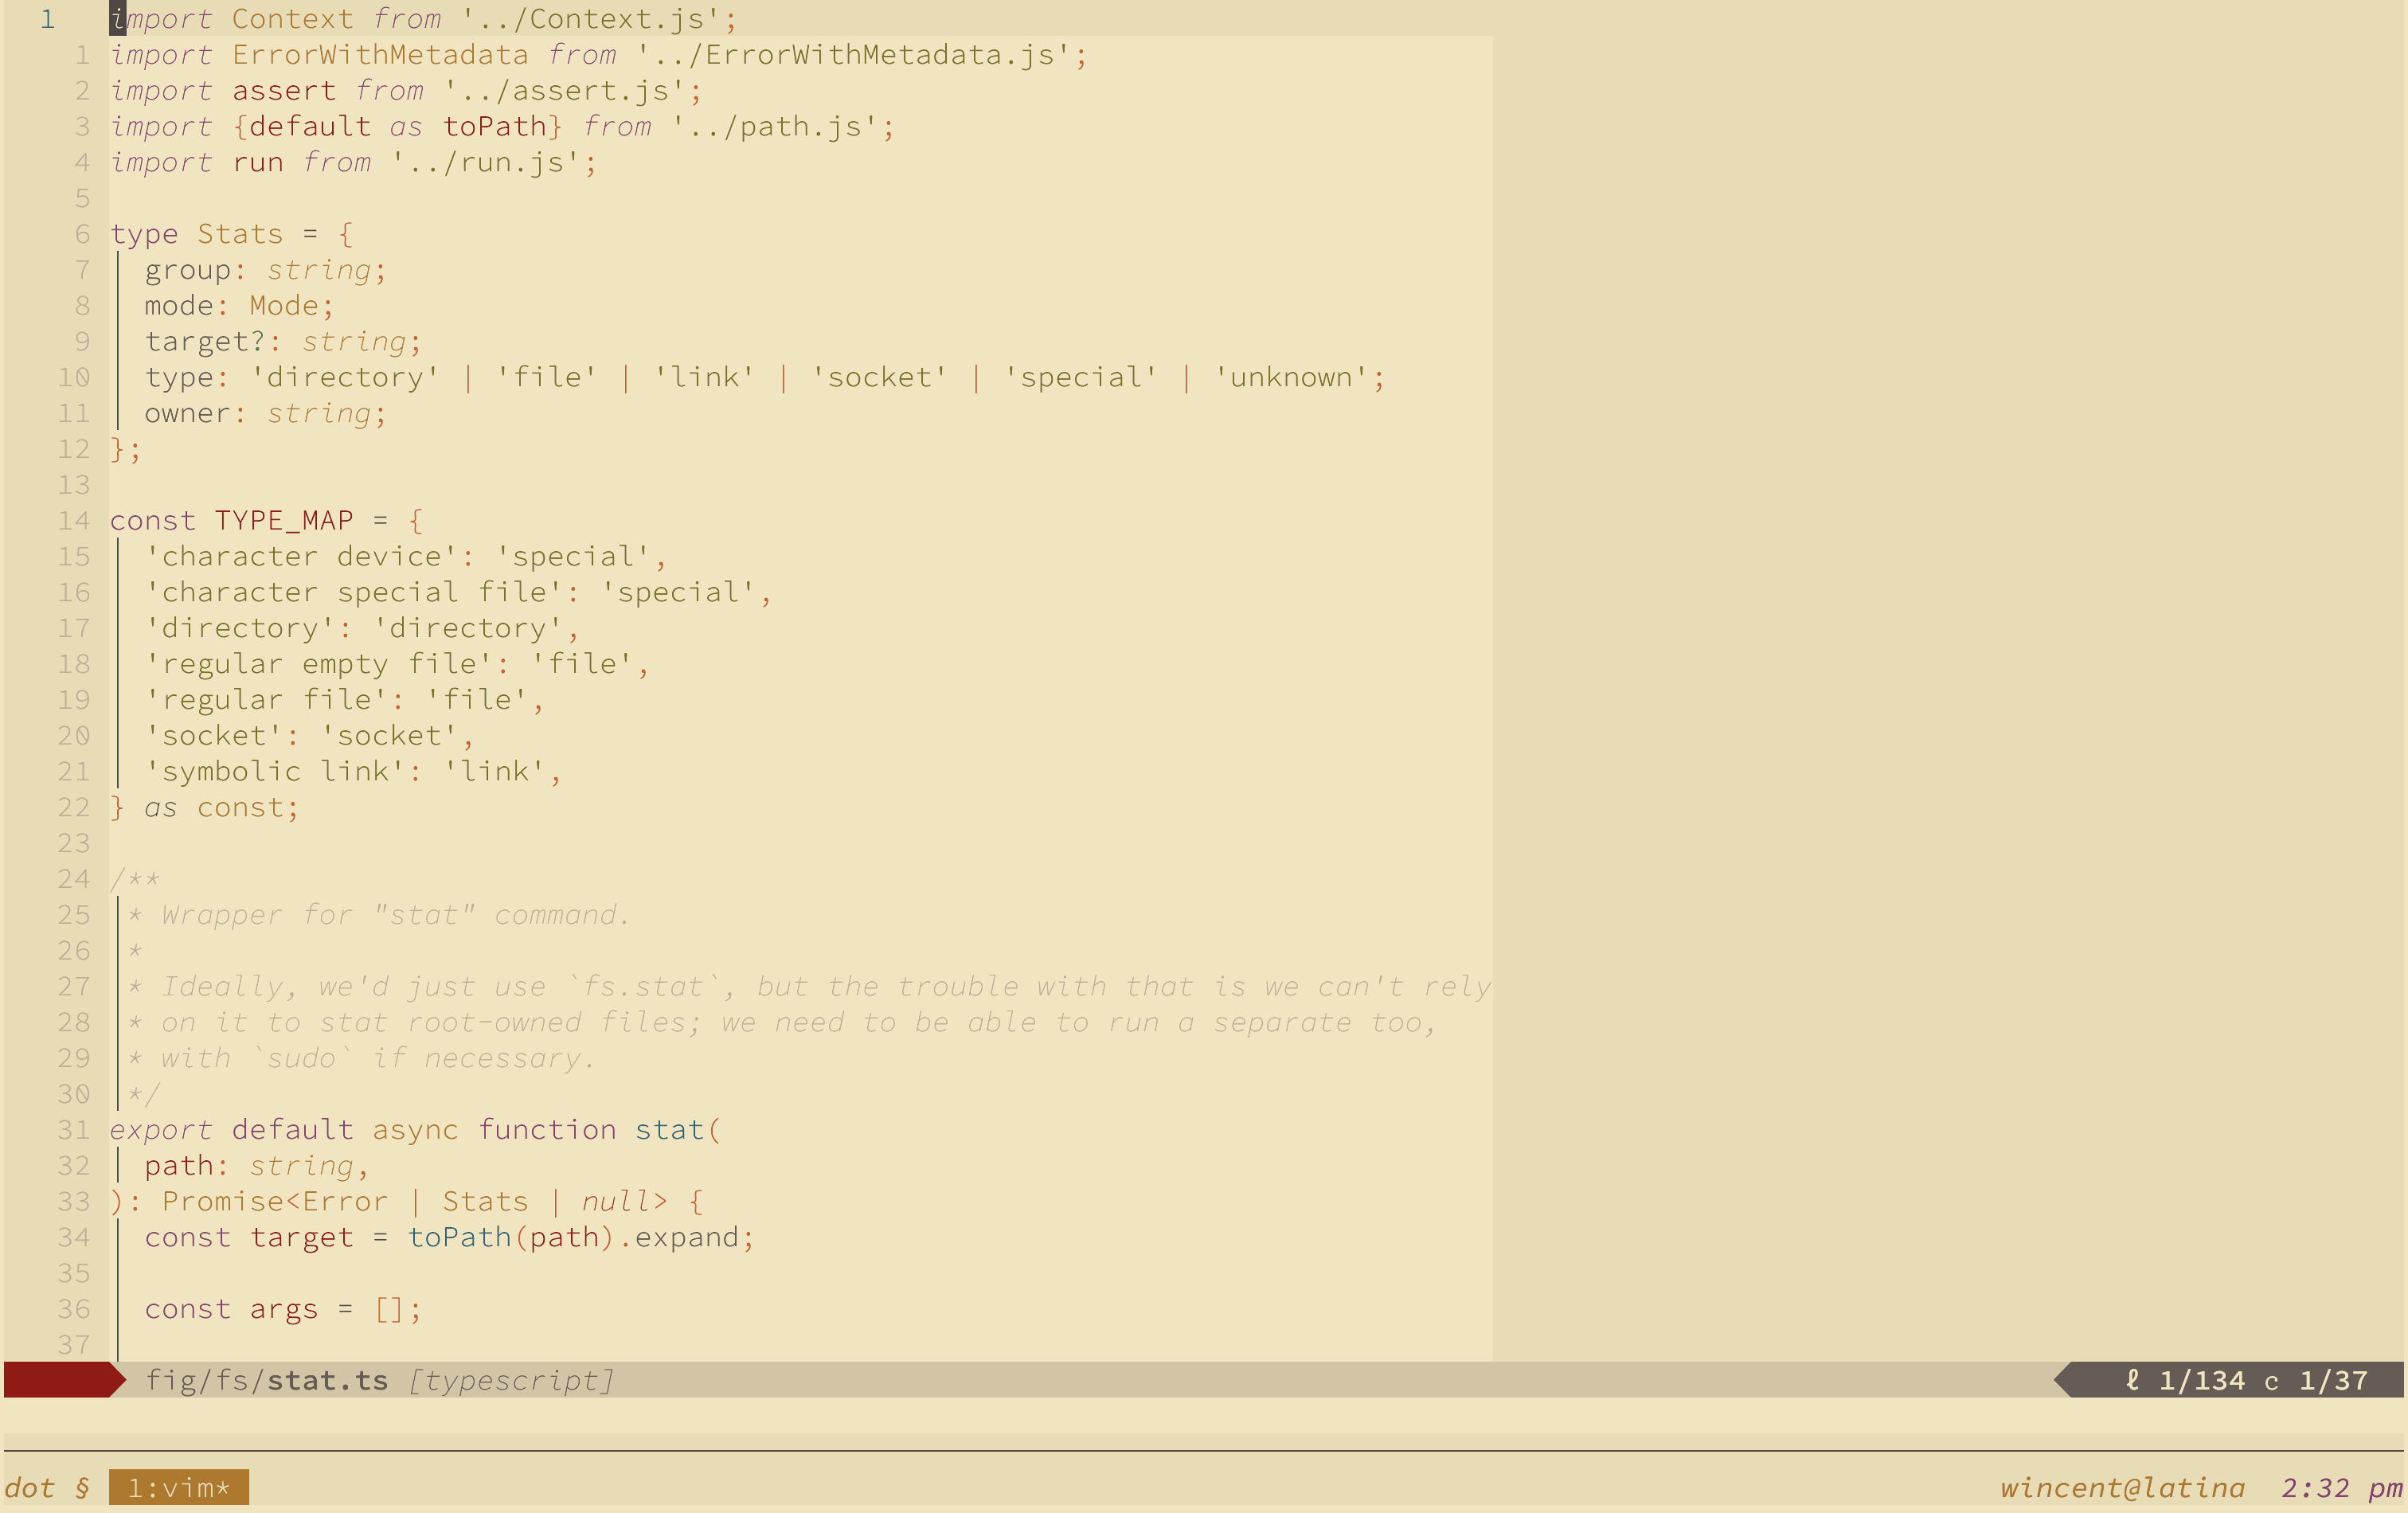 1 import Context from '../Context.js';
1 import ErrorWithMetadata from '../ErrorWithMetadata.js';
2 import assert from '../assert.js';
3 import {default as toPath} from '../path.js';
4 import run from '../run.js';
5
6 type Stats = {
7 group: string;
8 mode: Mode;
9 target?: string;
10 type: 'directory' | 'file' | 'link' | 'socket' | 'special' | 'unknown';
11 owner: string;
12 };
13
14 const TYPE_MAP = {
15 'character device': 'special',
16 'character special file': 'special',
17 'directory': 'directory',
18 'regular empty file': 'file',
19 'regular file': 'file',
20 'socket': 'socket',
21 'symbolic link': 'link',
22 } as const;
23
24 /**
25 * Wrapper for "stat" command.
26 *
27 * Ideally, we'd just use `fs.stat`, but the trouble with that is we can't rely
28 * on it to stat root-owned files; we need to be able to run a separate too,
29 * with `sudo` if necessary.
30 */
31 export default async function stat(
32 path: string,
33 ): Promise<Error | Stats | null> {
34 const target = toPath(path).expand;
35
36 const args = [];
37
fig/fs/stat.ts [typescript] ℓ 1/134 c 1/37
dot § 1:vim* wincent@latina 2:32 pm